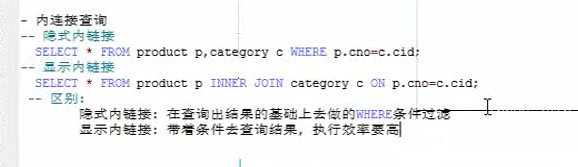 - 内连接查询
-- 隐式内链接
SELECT * FROM product p,category c WHERE p.cno=c.cid;
-- 显示内链接
SELECT * FROM product p INNER JOIN category c ON p.cno=c.cid;
-- 区别:
隐式内链接: 在查询出结果的基础上去做的WHERE条件过滤
显示内链接: 带着条件去查询结果, 执行效率要高